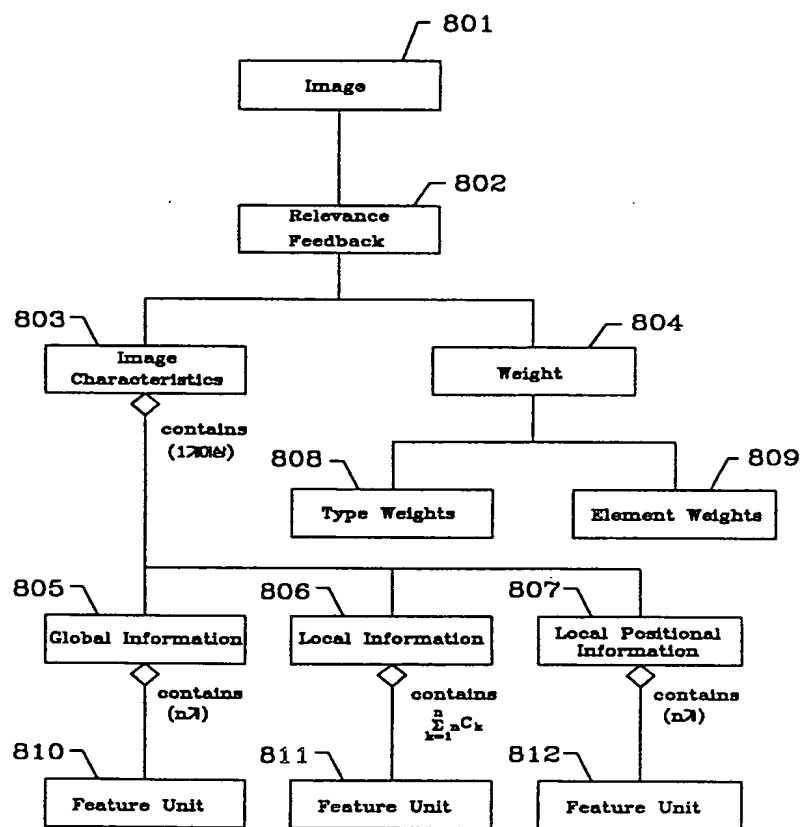 801
Image
802
Relevance
Feedback
803
804
Image
Characteristics
Weight
contains
(1개이상)
808
809
Type Weights
Element Weights
805
806
807
Global Information
Local Information
Local Positional
Information
contains
(n개)
contains
n
Σ nCk
k=1
contains
(n개)
810
811
812
Feature Unit
Feature Unit
Feature Unit